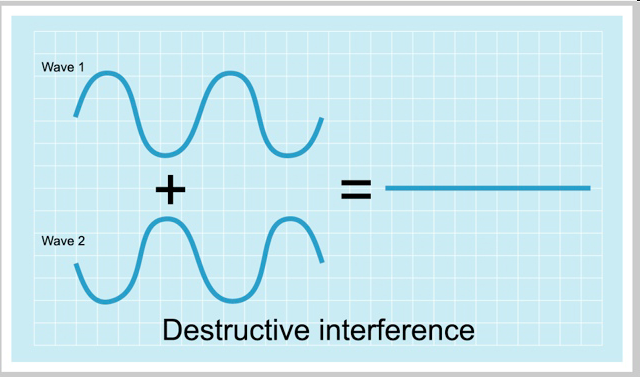 Wave 1
+
=
Wave 2
Destructive interference